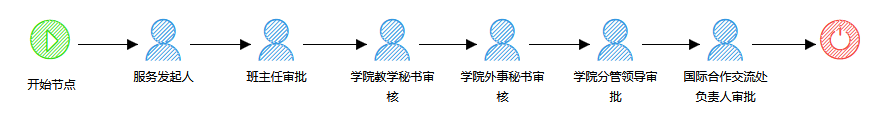 开始节点
服务发起人
班主任审批
学院教学秘书审
核
学院外事秘书审
核
学院分管领导审
批
国际合作交流处
负责人审批